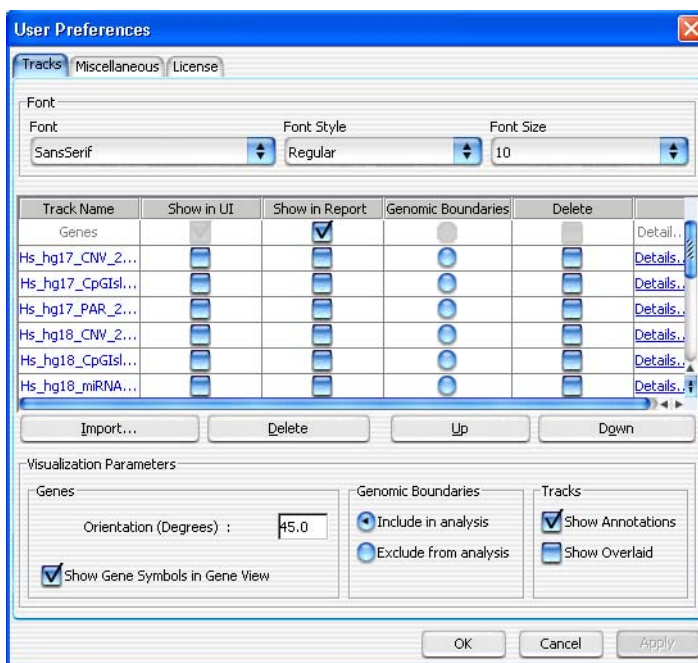 User Preferences
Tracks Miscellaneous License
Font
Font Font Style Font Size
SansSerif Regular 10
Track Name Show in UI Show in Report Genomic Boundaries Delete
Genes Detail..
Hs_hg17_CNV_2... Details..
Hs_hg17_CpGIsl... Details..
Hs_hg17_PAR_2... Details..
Hs_hg18_CNV_2... Details..
Hs_hg18_CpGIsl... Details..
Hs_hg18_miRNA... Details..
Import... Delete Up Down
Visualization Parameters
Genes Genomic Boundaries Tracks
Orientation (Degrees) : 45.0 Include in analysis Show Annotations
Exclude from analysis Show Overlaid
Show Gene Symbols in Gene View
OK Cancel Apply